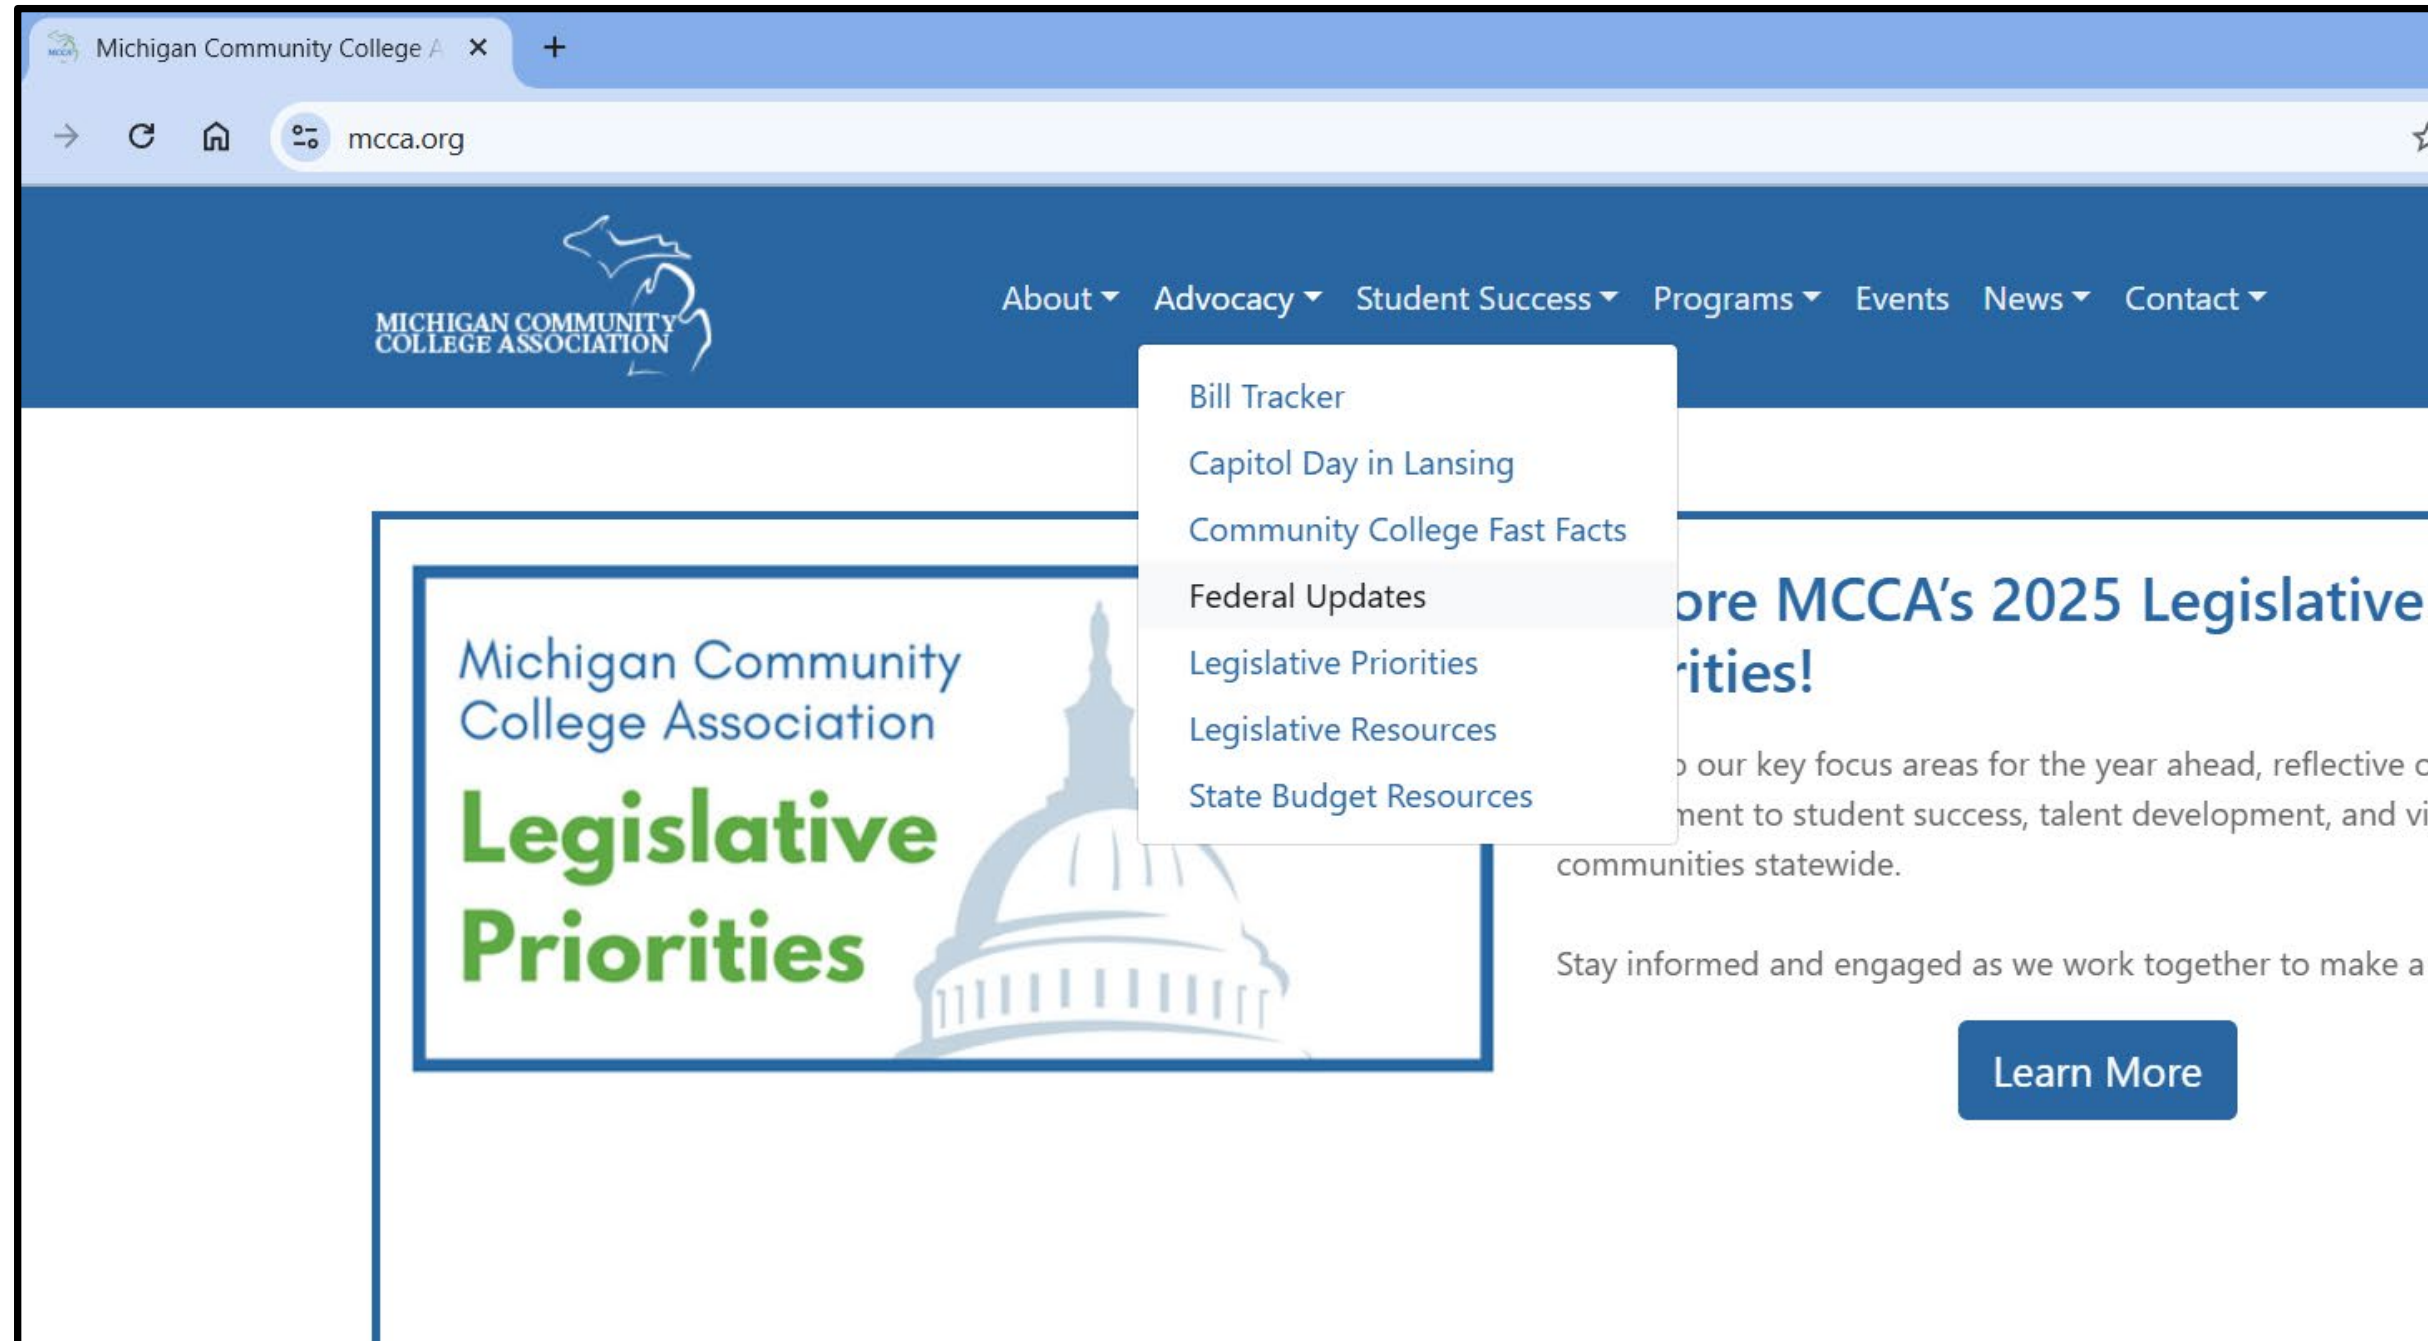 Michigan Community College A
mcca.org
MICHIGAN COMMUNITY
COLLEGE ASSOCIATION
About Advocacy Student Success Programs Events News Contact
Bill Tracker
Capitol Day in Lansing
Community College Fast Facts
Federal Updates
Legislative Priorities
Legislative Resources
State Budget Resources
Michigan Community
College Association
Legislative
Priorities
ore MCCA's 2025 Legislative
rities!
our key focus areas for the year ahead, reflective
ment to student success, talent development, and
communities statewide.
Stay informed and engaged as we work together to make a
Learn More